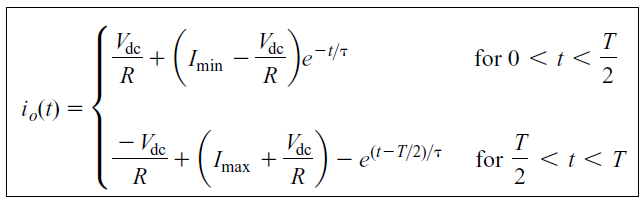 i_o(t) = { V_dc/R + (I_min − V_dc/R)e^{−t/τ} for 0 < t < T/2
−V_dc/R + (I_max + V_dc/R) − e^{(t−T/2)/τ} for T/2 < t < T